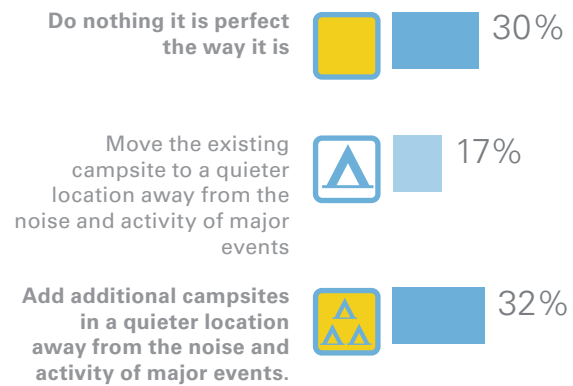 Do nothing it is perfect
the way it is
30%
Move the existing
campsite to a quieter
location away from the
noise and activity of major
events
17%
Add additional campsites
in a quieter location
away from the noise and
activity of major events.
32%